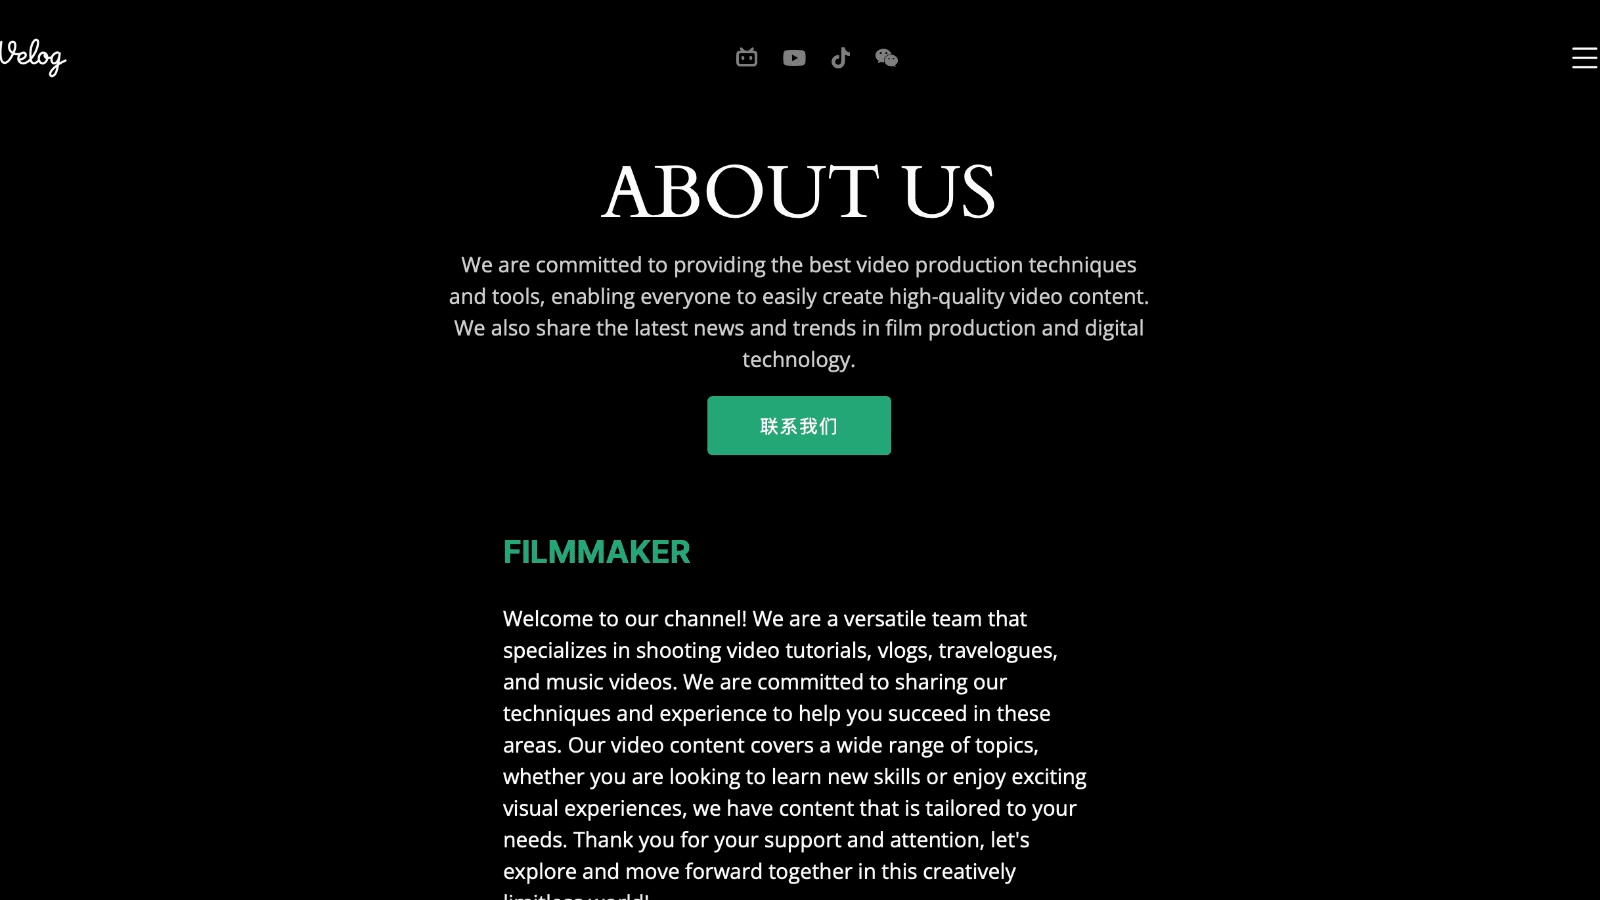 Velog
ABOUT US
We are committed to providing the best video production techniques
and tools, enabling everyone to easily create high-quality video content.
We also share the latest news and trends in film production and digital
technology.
联系我们
FILMMAKER
Welcome to our channel! We are a versatile team that
specializes in shooting video tutorials, vlogs, travelogues,
and music videos. We are committed to sharing our
techniques and experience to help you succeed in these
areas. Our video content covers a wide range of topics,
whether you are looking to learn new skills or enjoy exciting
visual experiences, we have content that is tailored to your
needs. Thank you for your support and attention, let's
explore and move forward together in this creatively
limitless world!